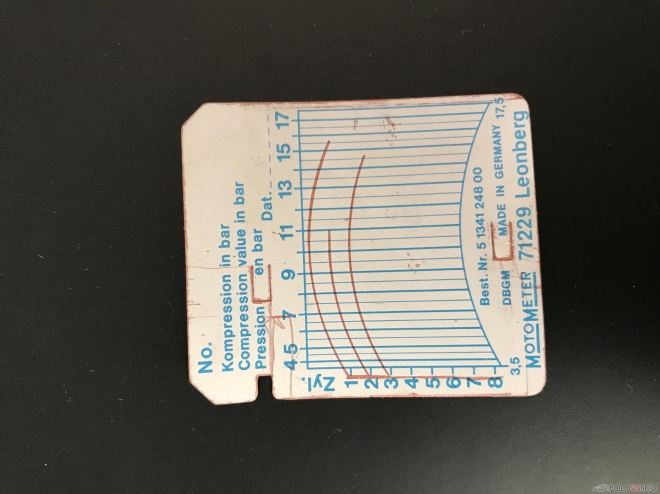 No.
Kompression in bar
Compression value in bar
Pression en bar Dat.
4.5 7 9 11 13 15 17
Zyl.
1
2
3
4
5
6
7
8
3.5 17,5
Best. Nr. 5 1341 248 00
DBGM MADE IN GERMANY
MOTOMETER 71229 Leonberg